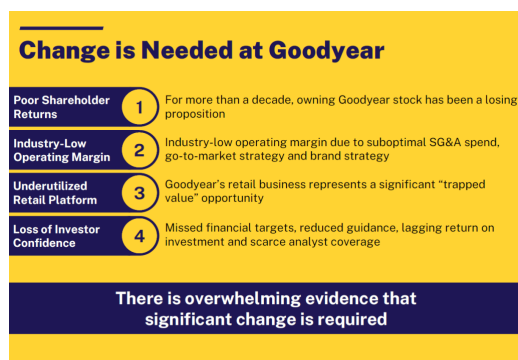 Change is Needed at Goodyear
Poor Shareholder
Returns
1
For more than a decade, owning Goodyear stock has been a losing
proposition
Industry-Low
Operating Margin
2
Industry-low operating margin due to suboptimal SG&A spend,
go-to-market strategy and brand strategy
Underutilized
Retail Platform
3
Goodyear’s retail business represents a significant “trapped
value” opportunity
Loss of Investor
Confidence
4
Missed financial targets, reduced guidance, lagging return on
investment and scarce analyst coverage
There is overwhelming evidence that
significant change is required